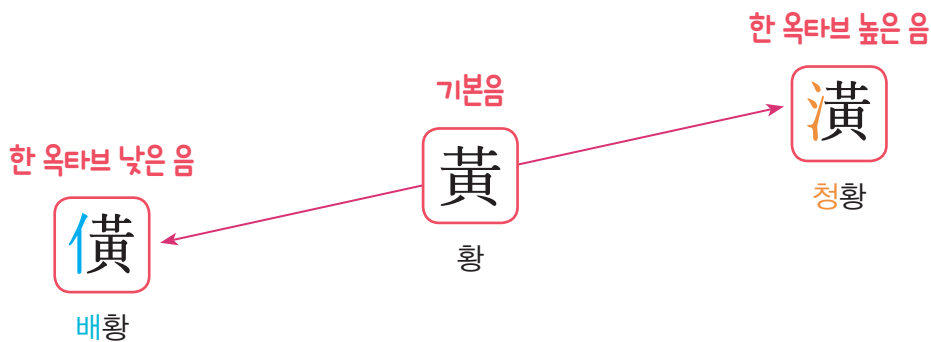 한 옥타브 낮은 음
僙
배황
기본음
黃
황
한 옥타브 높은 음
潢
청황